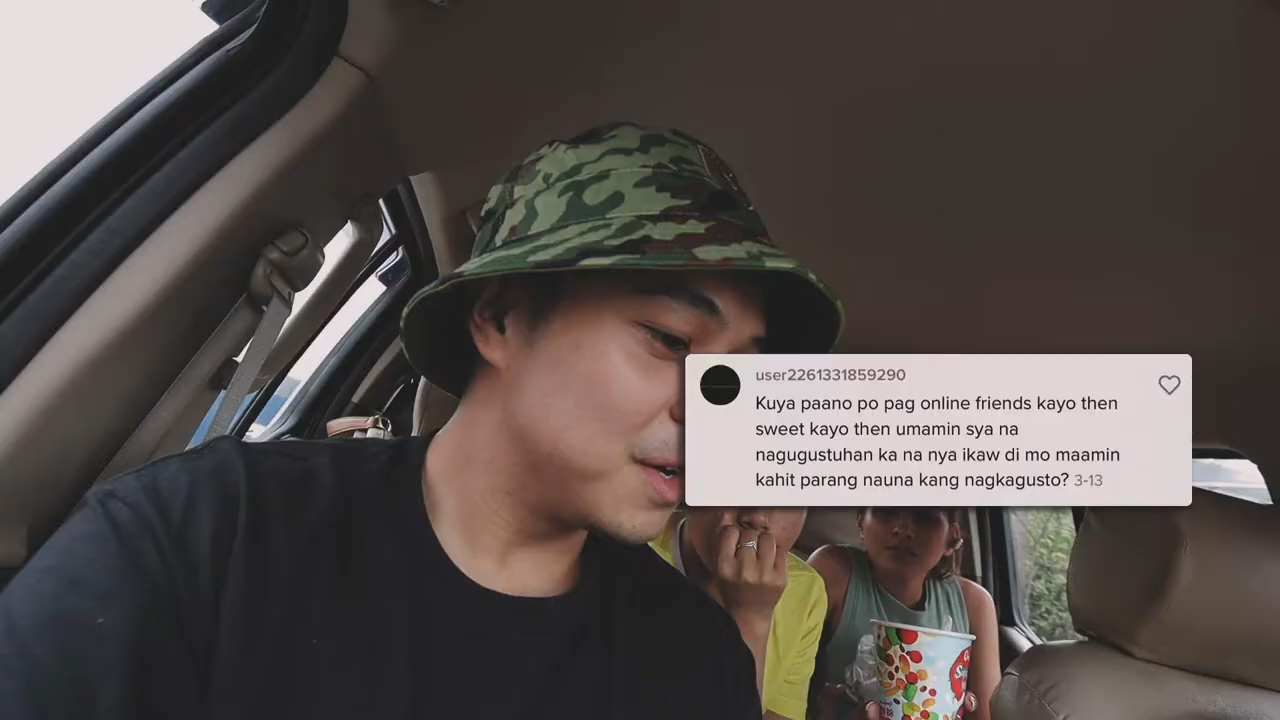 user2261331859290
Kuya paano po pag online friends kayo then
sweet kayo then umamin sya na
nagugustuhan ka na nya ikaw di mo maamin
kahit parang nauna kang nagkagusto? 3-13